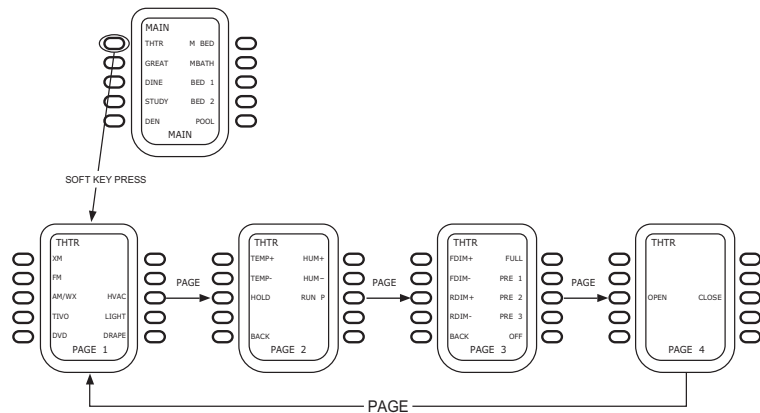 MAIN
THTR M BED
GREAT MBATH
DINE BED 1
STUDY BED 2
DEN POOL
MAIN
SOFT KEY PRESS
THTR
XM
FM
AM/WX HVAC
TIVO LIGHT
DVD DRAPE
PAGE 1
PAGE
THTR
TEMP+ HUM+
TEMP- HUM-
HOLD RUN P
BACK
PAGE 2
PAGE
THTR
FDIM+ FULL
FDIM- PRE 1
RDIM+ PRE 2
RDIM- PRE 3
BACK OFF
PAGE 3
PAGE
THTR
OPEN CLOSE
PAGE 4
PAGE